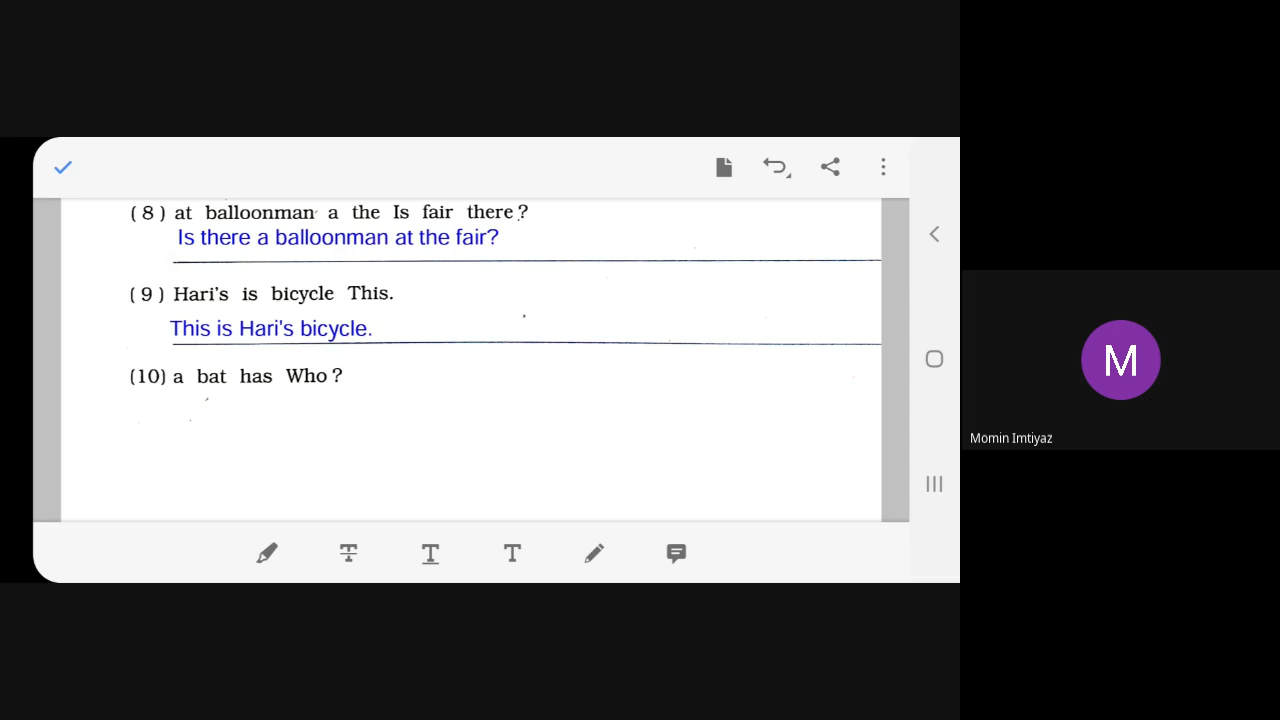 (8) at balloonman a the Is fair there?
Is there a balloonman at the fair?
(9) Hari's is bicycle This.
This is Hari's bicycle.
(10) a bat has Who?
M
Momin Imtiyaz